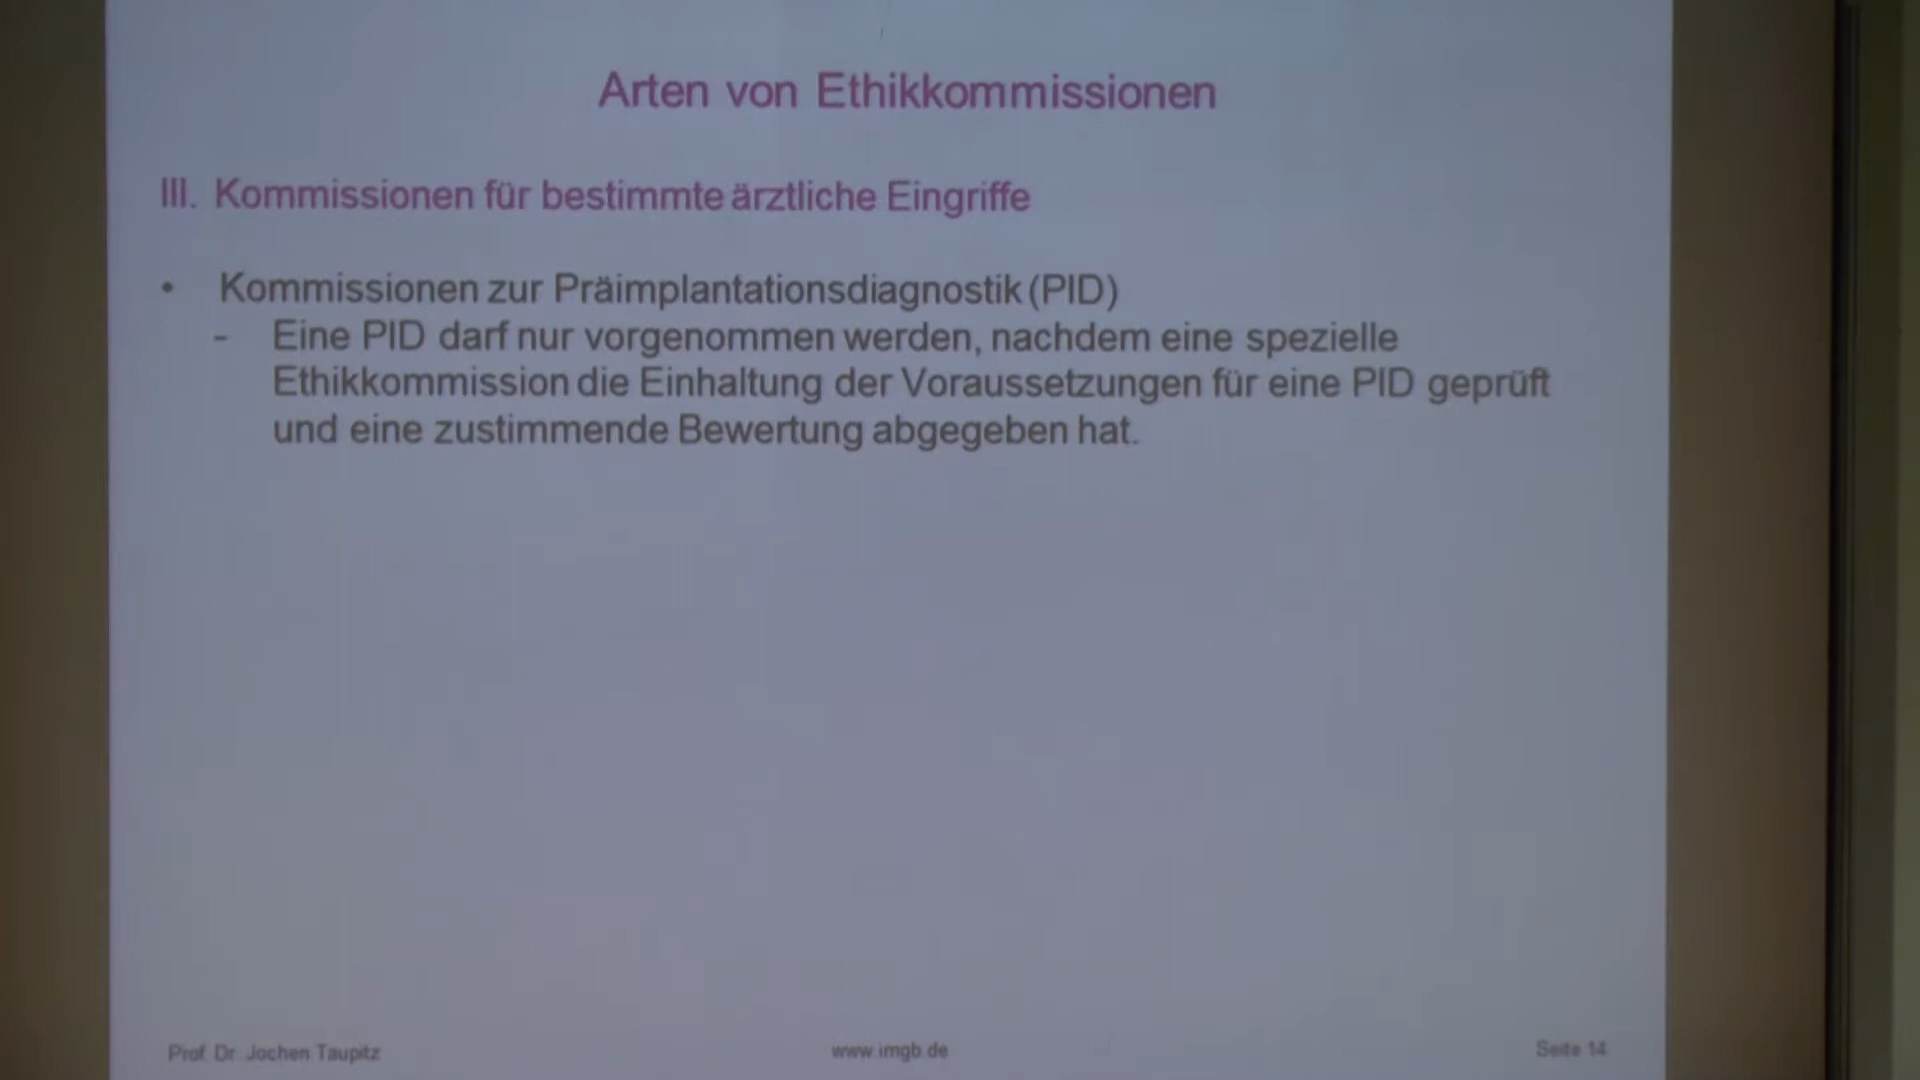 Arten von Ethikkommissionen
III. Kommissionen für bestimmte ärztliche Eingriffe
• Kommissionen zur Präimplantationsdiagnostik (PID)
- Eine PID darf nur vorgenommen werden, nachdem eine spezielle
Ethikkommission die Einhaltung der Voraussetzungen für eine PID geprüft
und eine zustimmende Bewertung abgegeben hat.
Prof. Dr. Jochen Taupitz
www.imgb.de
Seite 14